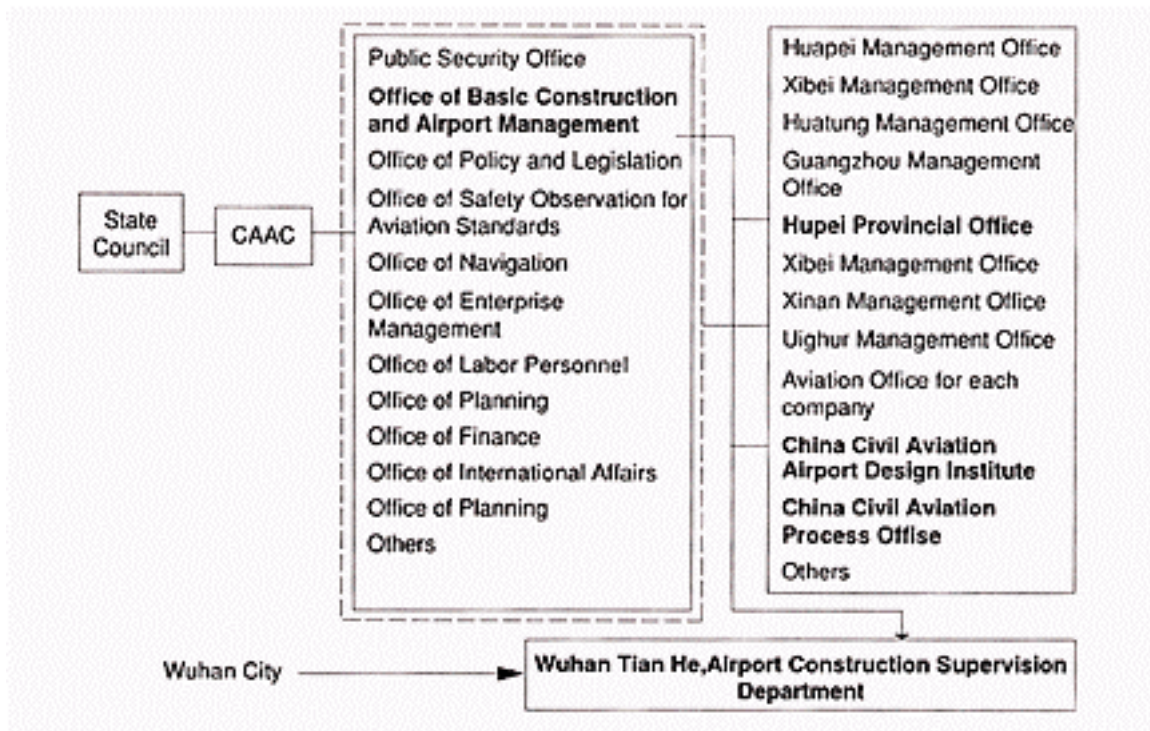 State
Council
CAAC
Public Security Office
Office of Basic Construction
and Airport Management
Office of Policy and Legislation
Office of Safety Observation for
Aviation Standards
Office of Navigation
Office of Enterprise
Management
Office of Labor Personnel
Office of Planning
Office of Finance
Office of International Affairs
Office of Planning
Others
Huapei Management Office
Xibei Management Office
Huatung Management Office
Guangzhou Management
Office
Hupei Provincial Office
Xibei Management Office
Xinan Management Office
Uighur Management Office
Aviation Office for each
company
China Civil Aviation
Airport Design Institute
China Civil Aviation
Process Offise
Others
Wuhan City
Wuhan Tian He,Airport Construction Supervision
Department